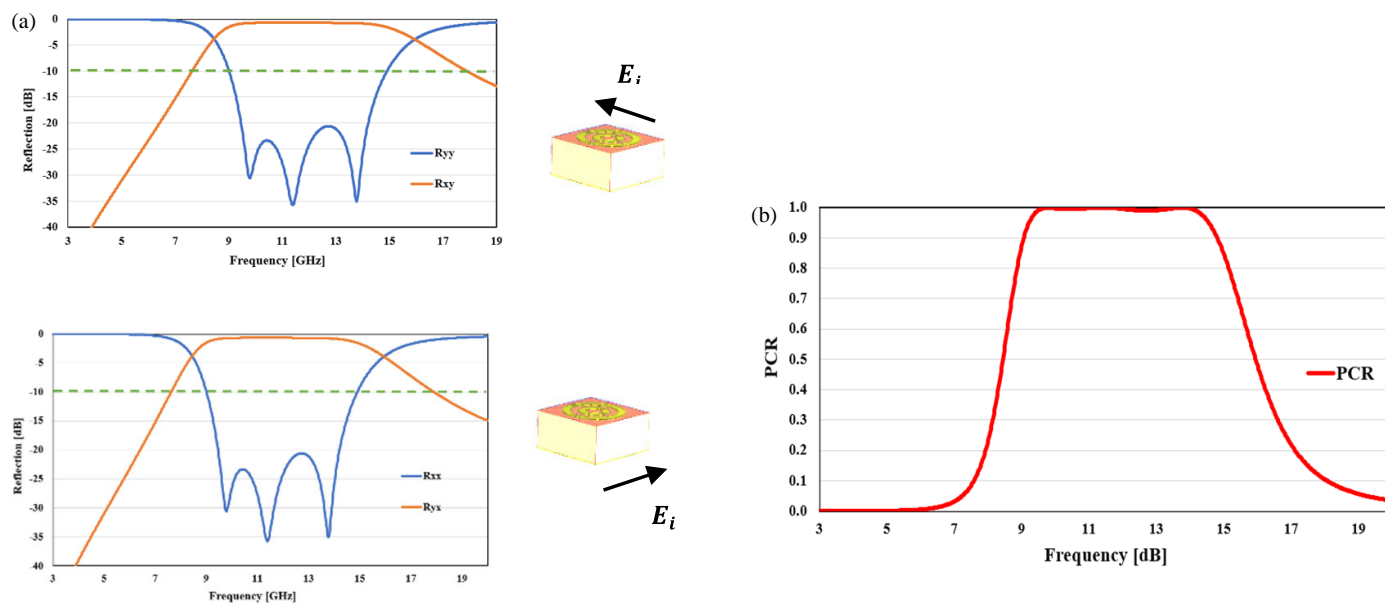 (a)
0
-5
-10
-15
-20
-25
-30
-35
-40
Reflection [dB]
Ryy
Rxy
3 5 7 9 11 13 15 17 19
Frequency [GHz]
E_i
0
-5
-10
-15
-20
-25
-30
-35
-40
Reflection [dB]
Rxx
Ryx
3 5 7 9 11 13 15 17 19
Frequency [GHz]
E_i
(b)
1.0
0.9
0.8
0.7
0.6
0.5
0.4
0.3
0.2
0.1
0.0
PCR
PCR
3 5 7 9 11 13 15 17 19
Frequency [dB]